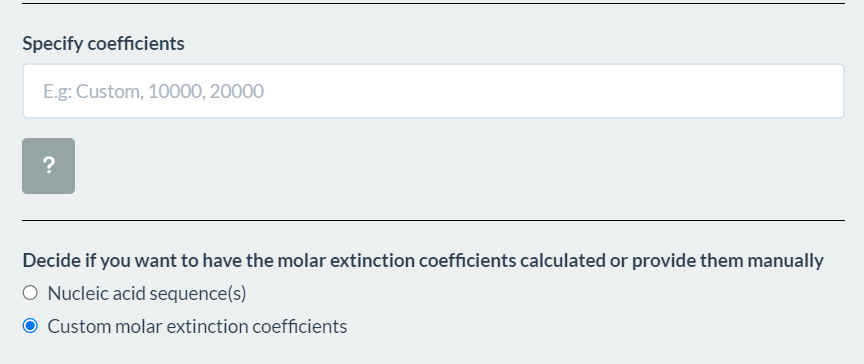 Specify coefficients
E.g: Custom, 10000, 20000
?
Decide if you want to have the molar extinction coefficients calculated or provide them manually
Nucleic acid sequence(s)
Custom molar extinction coefficients